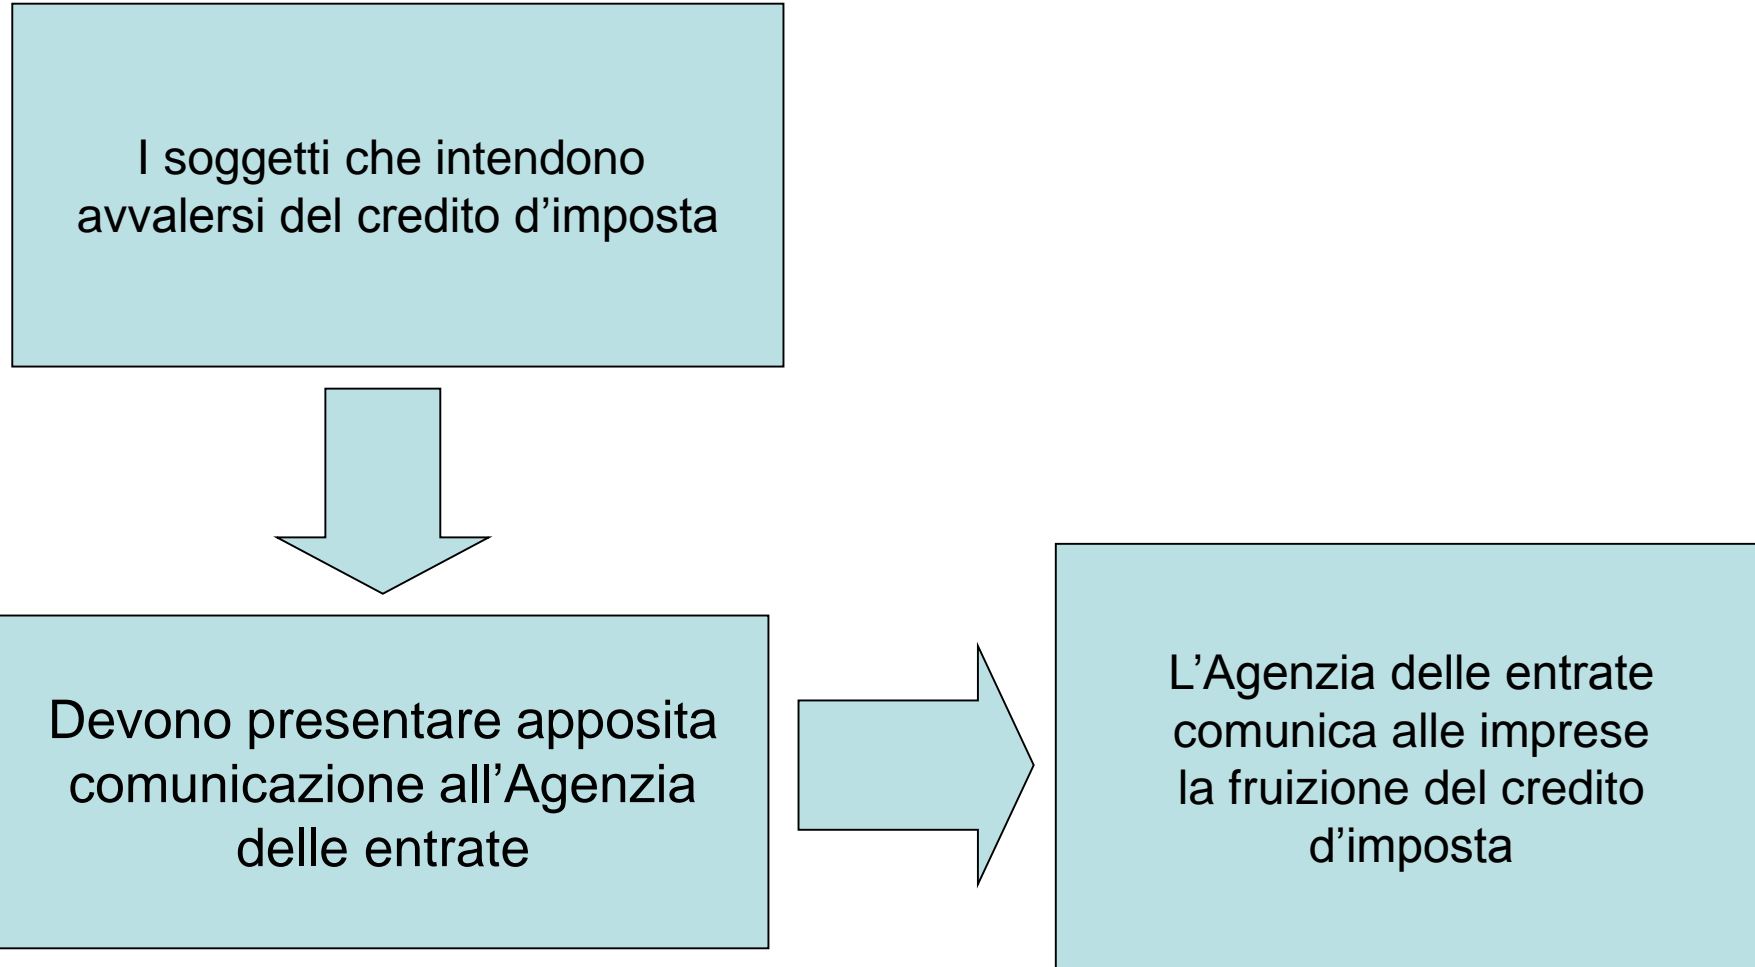 I soggetti che intendono
avvalersi del credito d’imposta
Devono presentare apposita
comunicazione all’Agenzia
delle entrate
L’Agenzia delle entrate
comunica alle imprese
la fruizione del credito
d’imposta